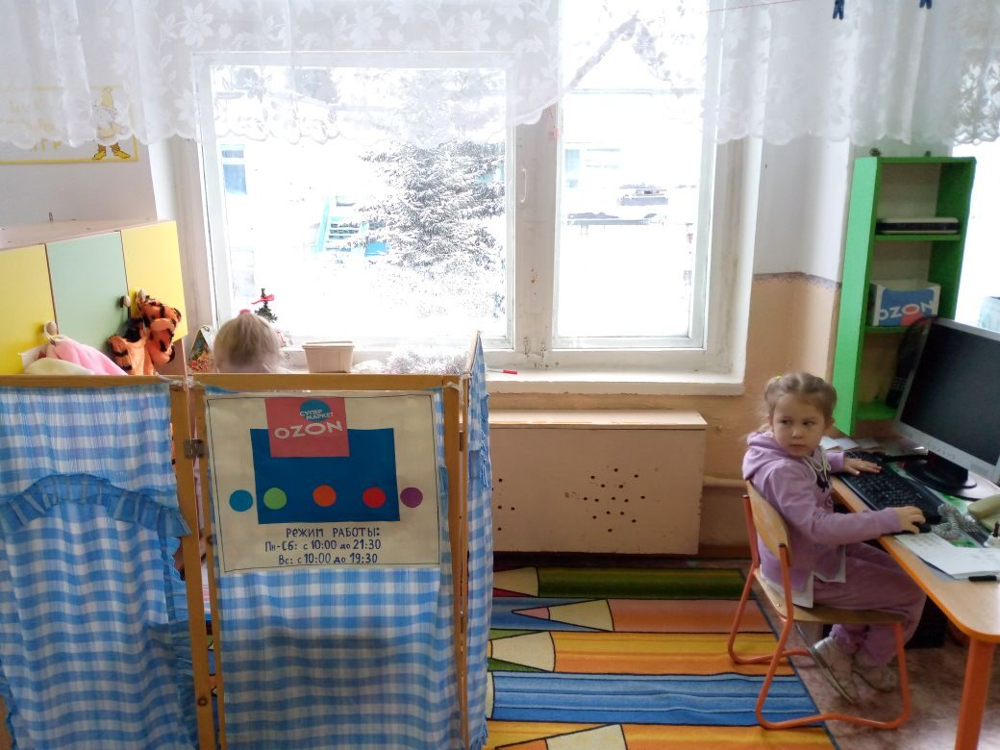 СУПЕР
МАРКЕТ
OZON
РЕЖИМ РАБОТЫ:
Пн-Сб: с 10:00 до 21:30
Вс: с 10:00 до 19:30
OZON